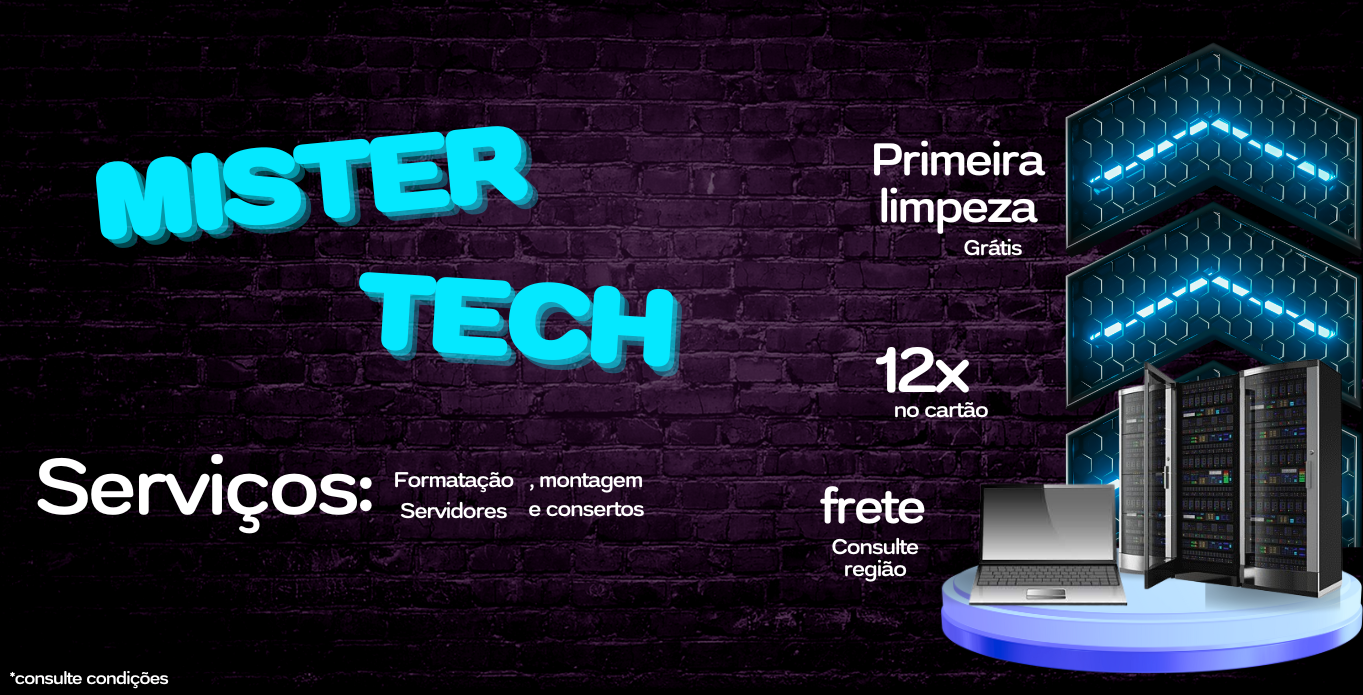 MISTER
TECH
Serviços:
Formatação , montagem
Servidores e consertos
Primeira
limpeza
Grátis
12x
no cartão
frete
Consulte
região
*consulte condições